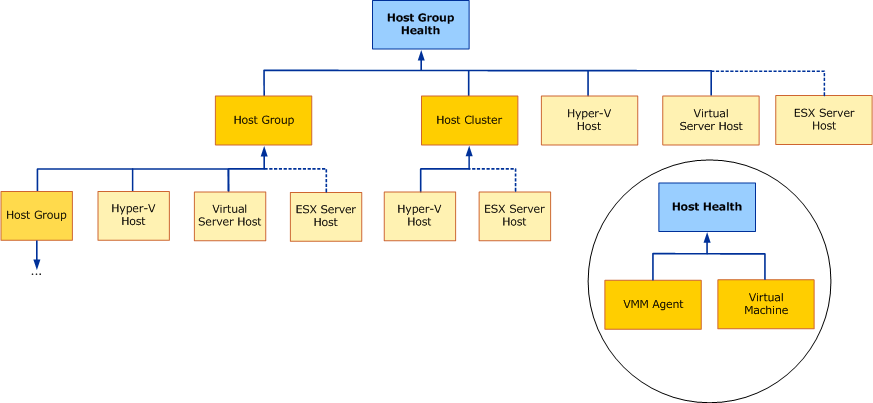 Host Group
Health
Host Group
Host Cluster
Hyper-V
Host
Virtual
Server Host
ESX Server
Host
Host Group
Hyper-V
Host
Virtual
Server Host
ESX Server
Host
Hyper-V
Host
ESX Server
Host
...
Host Health
VMM Agent
Virtual
Machine